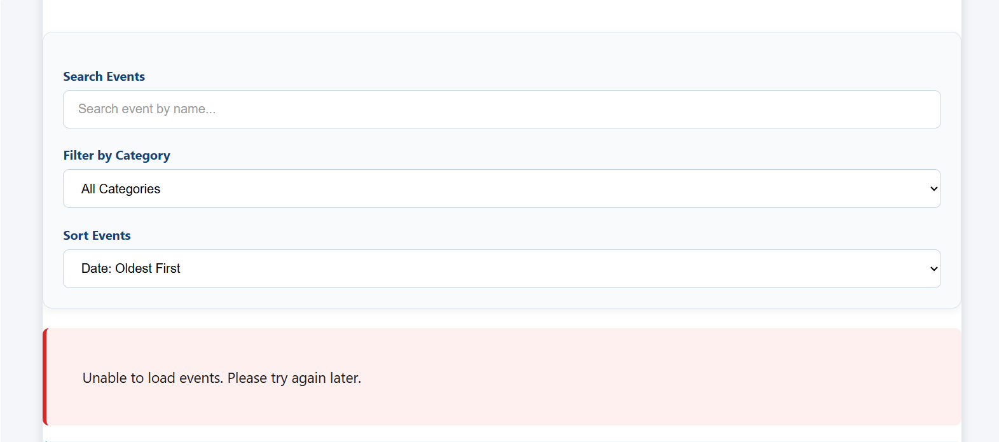 Search Events
Search event by name...
Filter by Category
All Categories
Sort Events
Date: Oldest First
Unable to load events. Please try again later.